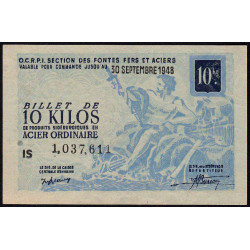 O.C.R.P.I. SECTION DES FONTES FERS ET ACIERS
VALABLE POUR COMMANDE JUSQU'AU
30 SEPTEMBRE 1948
10K
BILLET DE
10 KILOS
DE PRODUITS SIDÉRURGIQUES EN
ACIER ORDINAIRE
IS 1,037,611